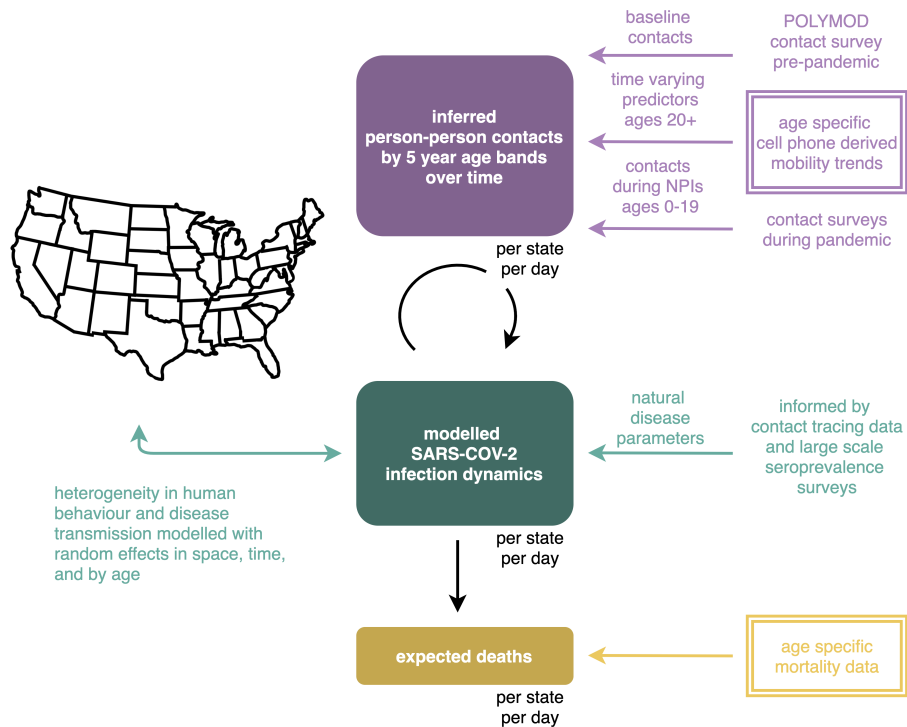 baseline
contacts
POLYMOD
contact survey
pre-pandemic
inferred
person-person contacts
by 5 year age bands
over time
time varying
predictors
ages 20+
age specific
cell phone derived
mobility trends
contacts
during NPIs
ages 0-19
contact surveys
during pandemic
per state
per day
modelled
SARS-COV-2
infection dynamics
natural
disease
parameters
informed by
contact tracing data
and large scale
seroprevalence
surveys
heterogeneity in human
behaviour and disease
transmission modelled with
random effects in space, time,
and by age
per state
per day
expected deaths
age specific
mortality data
per state
per day